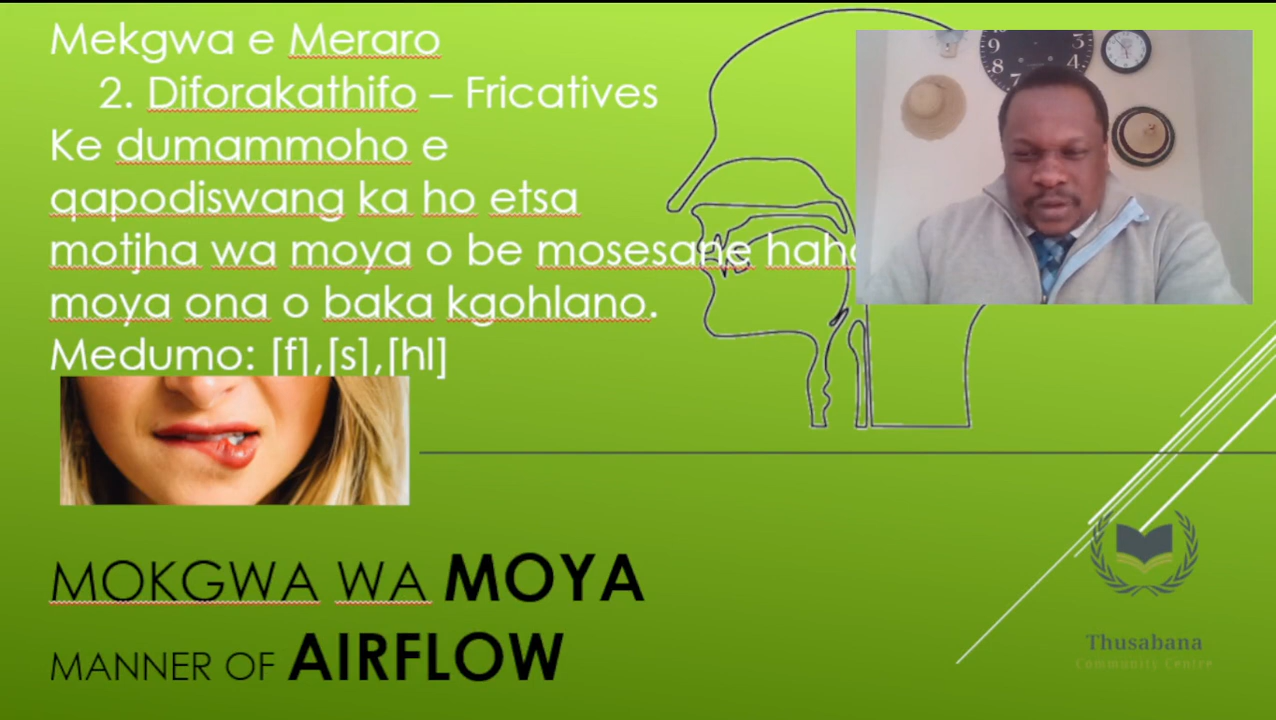 Mekgwa e Meraro
2. Diforakathifo – Fricatives
Ke dumammoho e
qapodiswang ka ho etsa
motjha wa moya o be mosesane
moya ona o baka kgohlano.
Medumo: [f],[s],[hl]
MOKGWA WA MOYA
MANNER OF AIRFLOW
Thusabana
Community Centre